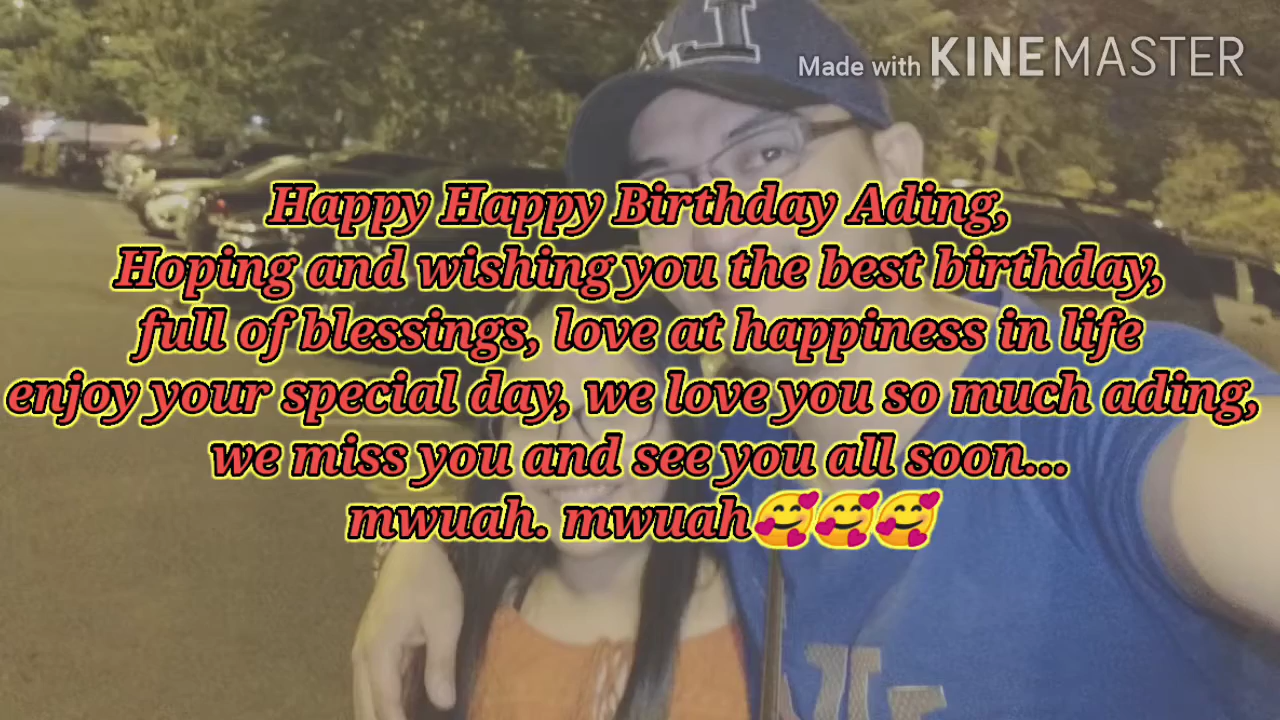 Made with KINEMASTER
Happy Happy Birthday Ading,
Hoping and wishing you the best birthday,
full of blessings, love at happiness in life
enjoy your special day, we love you so much ading,
we miss you and see you all soon...
mwuah. mwuah🥰🥰🥰